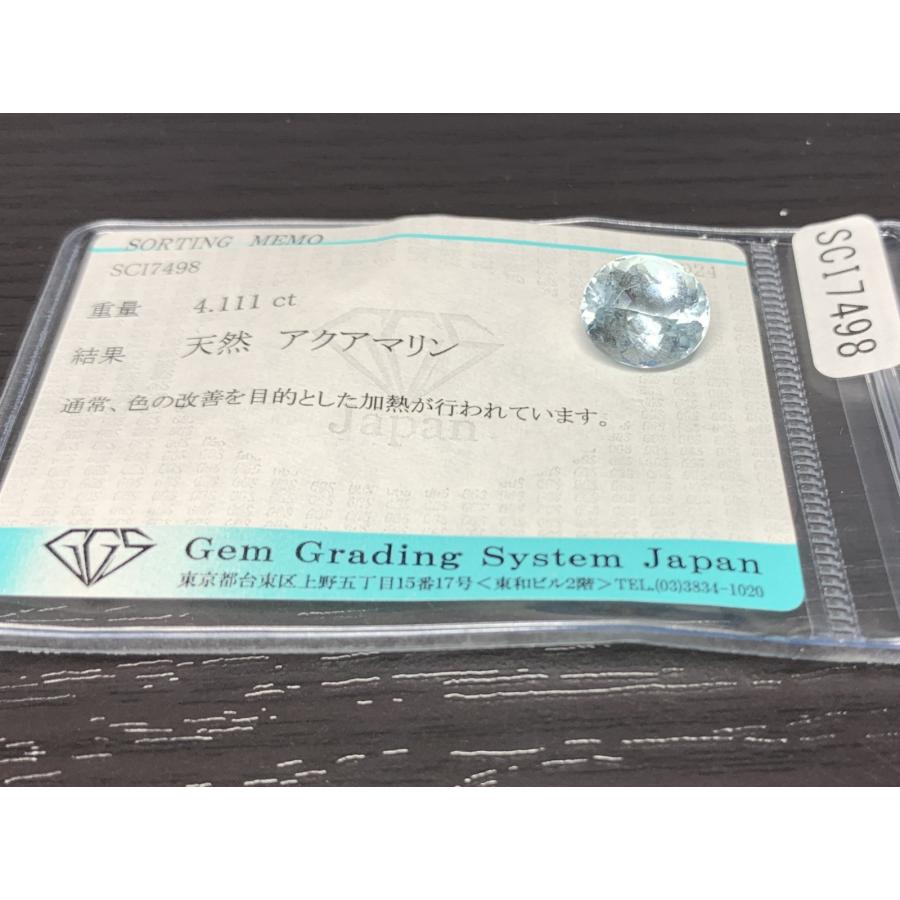 SORTING MEMO
SCI7498
重量 4.111 ct
結果 天然 アクアマリン
通常、色の改善を目的とした加熱が行われています。
Japan
GGS
Gem Grading System Japan
東京都台東区上野五丁目15番17号＜東和ビル2階＞TEL.(03)3834-1020
SCI7498